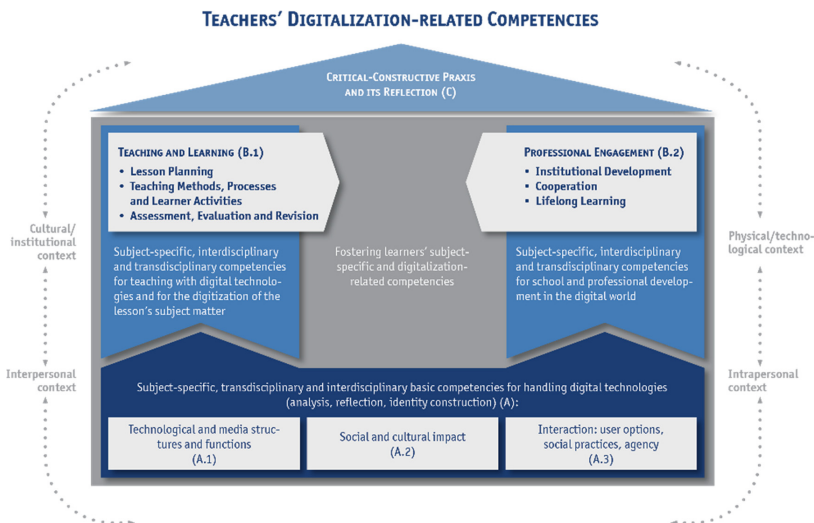 TEACHERS' DIGITALIZATION-RELATED COMPETENCIES
CRITICAL-CONSTRUCTIVE PRAXIS
AND ITS REFLECTION (C)
TEACHING AND LEARNING (B.1)
• Lesson Planning
• Teaching Methods, Processes
and Learner Activities
• Assessment, Evaluation and Revision
PROFESSIONAL ENGAGEMENT (B.2)
▪ Institutional Development
▪ Cooperation
▪ Lifelong Learning
Cultural/
institutional
context
Physical/techno-
logical context
Subject-specific, interdisciplinary
and transdisciplinary competencies
for teaching with digital technolo-
gies and for the digitization of the
lesson's subject matter
Fostering learners' subject-
specific and digitalization-
related competencies
Subject-specific, interdisciplinary
and transdisciplinary competencies
for school and professional develop-
ment in the digital world
Interpersonal
context
Intrapersonal
context
Subject-specific, transdisciplinary and interdisciplinary basic competencies for handling digital technologies
(analysis, reflection, identity construction) (A):
Technological and media struc-
tures and functions
(A.1)
Social and cultural impact
(A.2)
Interaction: user options,
social practices, agency
(A.3)